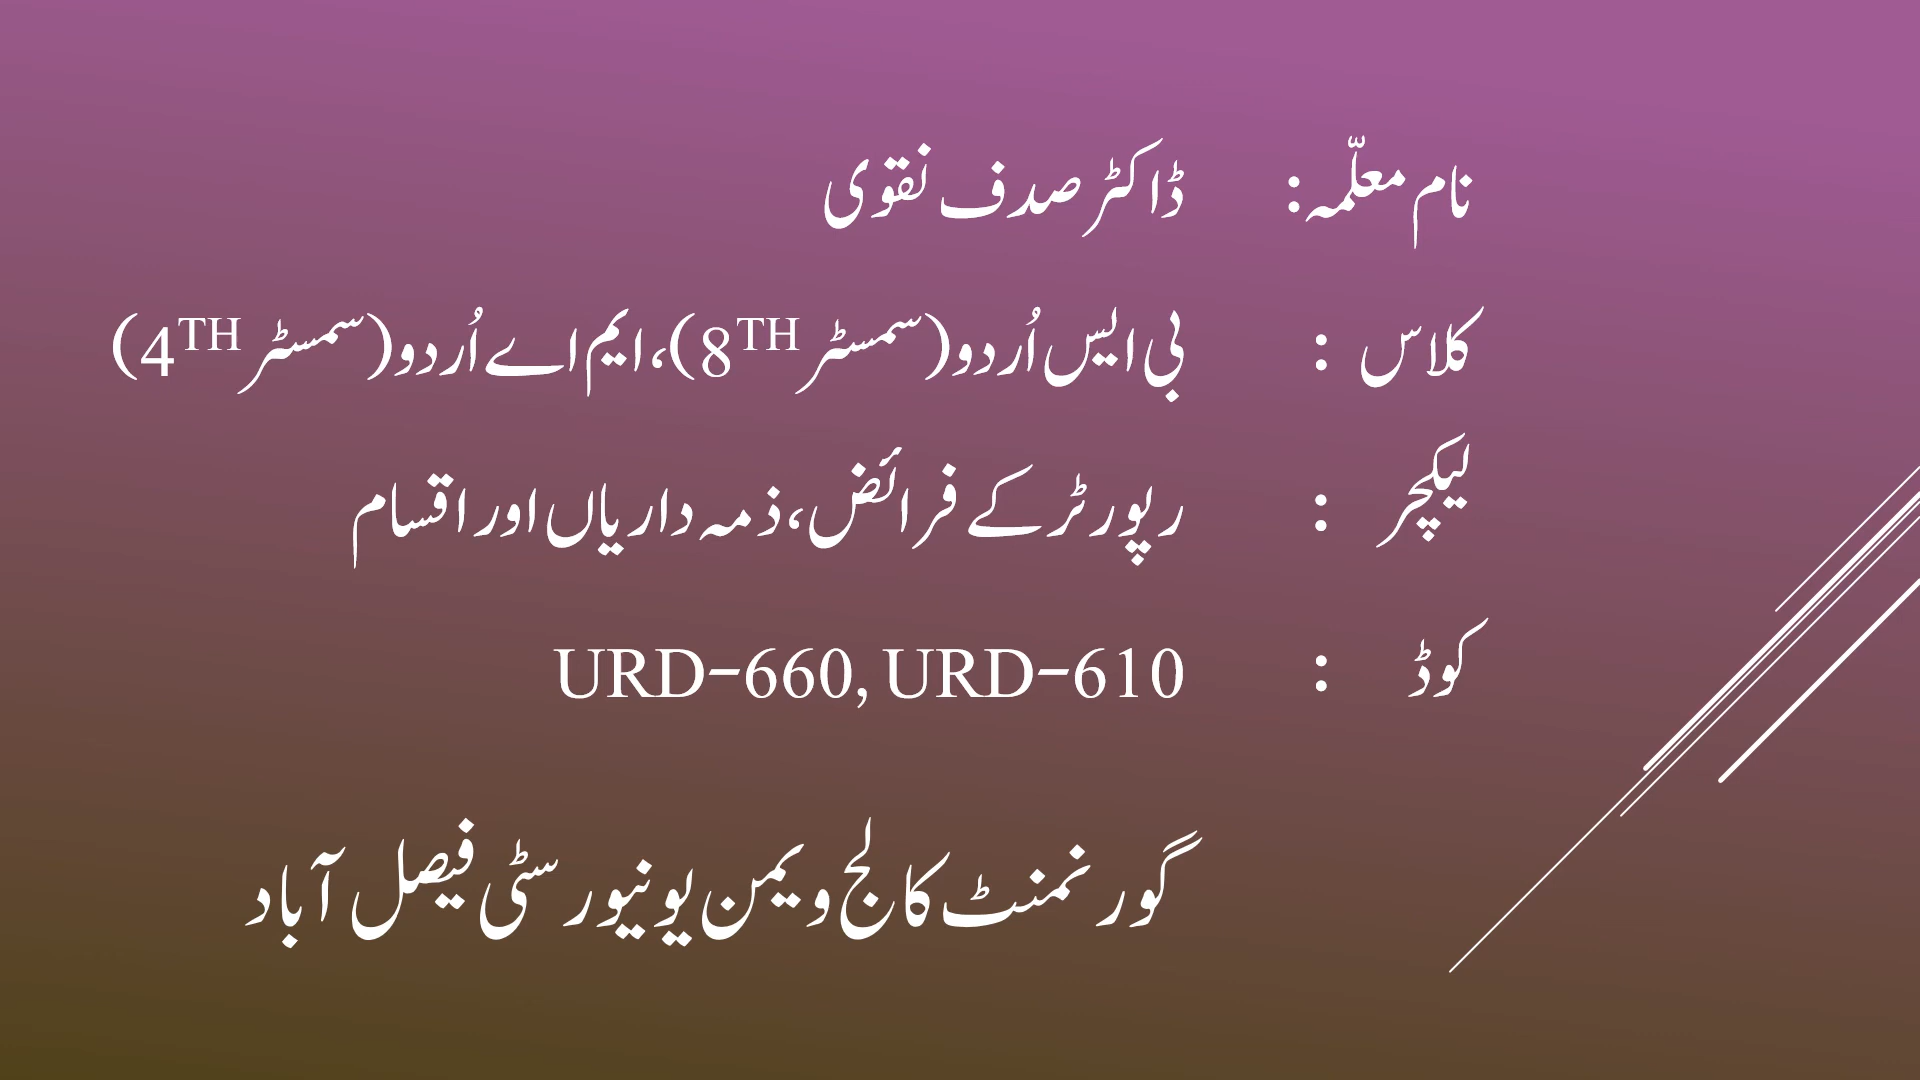 نام معلّمہ: ڈاکٹر صدف نقوی
کلاس : بی ایس اُردو(سمسٹر 8TH)، ایم اے اُردو(سمسٹر 4TH)
لیکچر : رپورٹر کے فرائض، ذمہ داریاں اور اقسام
کوڈ : URD-660, URD-610
گورنمنٹ کالج ویمن یونیورسٹی فیصل آباد